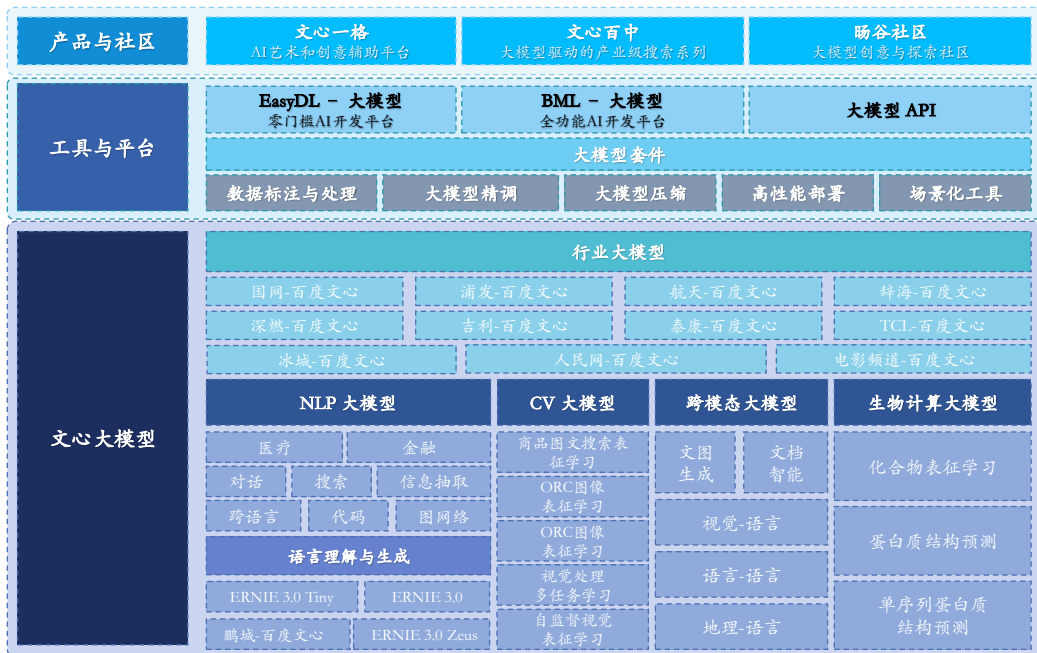 产品与社区
文心一格
AI艺术和创意辅助平台
文心百中
大模型驱动的产业级搜索系列
旸谷社区
大模型创意与探索社区
工具与平台
EasyDL - 大模型
零门槛AI开发平台
BML - 大模型
全功能AI开发平台
大模型 API
大模型套件
数据标注与处理
大模型精调
大模型压缩
高性能部署
场景化工具
文心大模型
行业大模型
国网-百度文心
浦发-百度文心
航天-百度文心
辞海-百度文心
深燃-百度文心
吉利-百度文心
泰康-百度文心
TCL-百度文心
冰城-百度文心
人民网-百度文心
电影频道-百度文心
NLP 大模型
医疗
金融
对话
搜索
信息抽取
跨语言
代码
图网络
语言理解与生成
ERNIE 3.0 Tiny
ERNIE 3.0
鹏城-百度文心
ERNIE 3.0 Zeus
CV 大模型
商品图文搜索表
征学习
ORC图像
表征学习
ORC图像
表征学习
视觉处理
多任务学习
自监督视觉
表征学习
跨模态大模型
文图
生成
文档
智能
视觉-语言
语言-语言
地理-语言
生物计算大模型
化合物表征学习
蛋白质结构预测
单序列蛋白质
结构预测